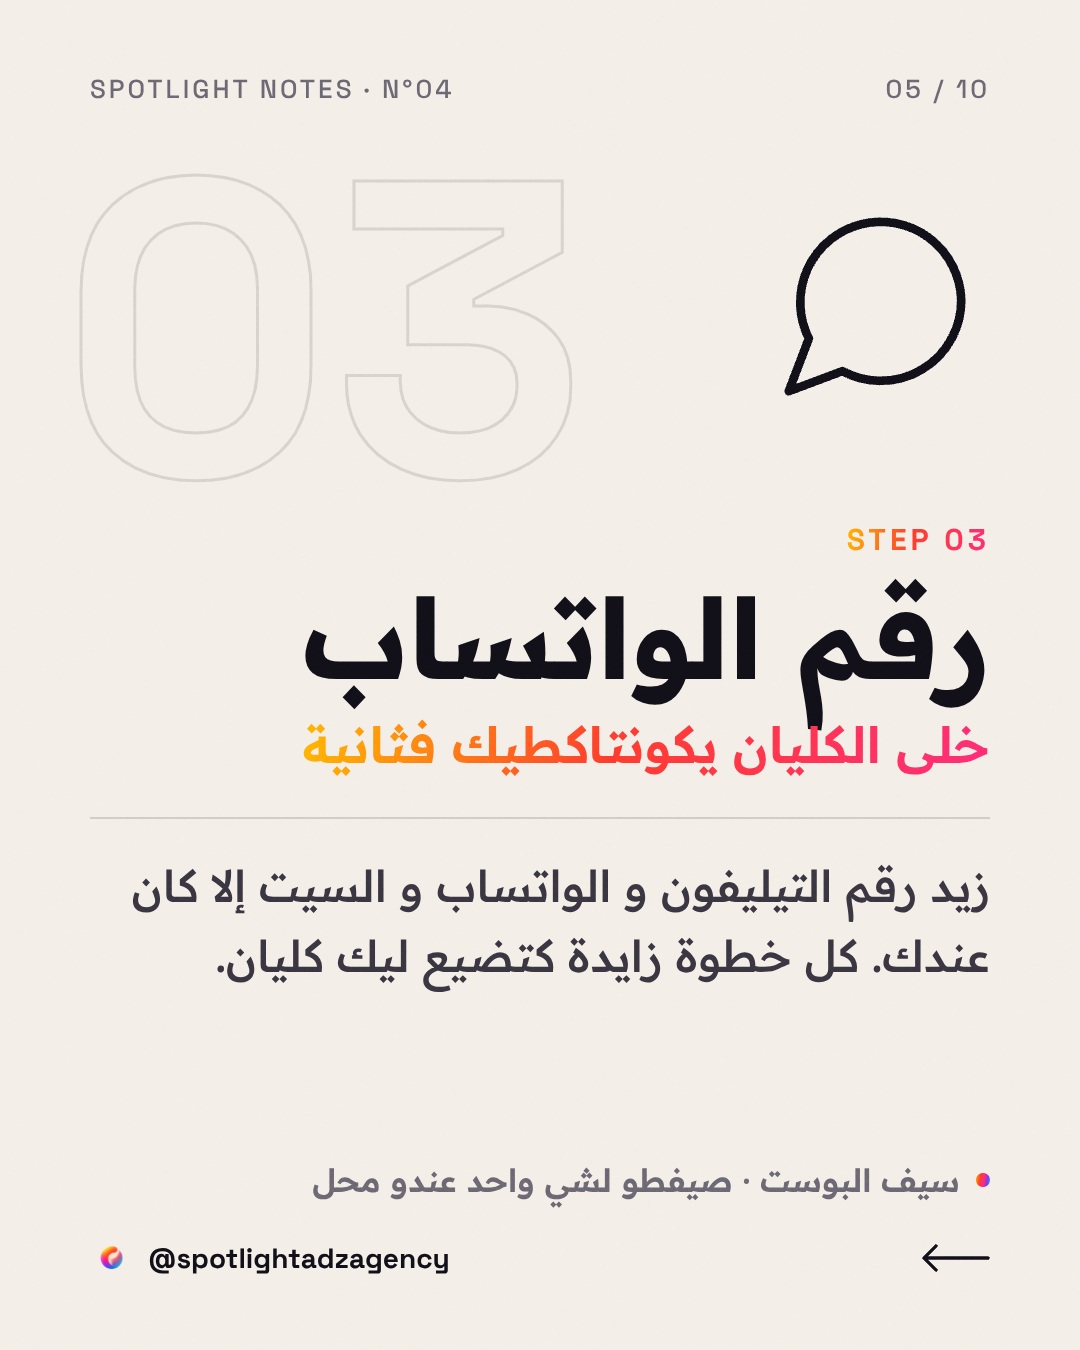 SPOTLIGHT NOTES · N°04
05 / 10
03
STEP 03
رقم الواتساب
خلى الكليان يكونتاكطيك فثانية
زيد رقم التيليفون و الواتساب و السيت إلا كان
عندك. كل خطوة زايدة كتضيع ليك كليان.
سيف البوست · صيفطو لشي واحد عندو محل
@spotlightadzagency